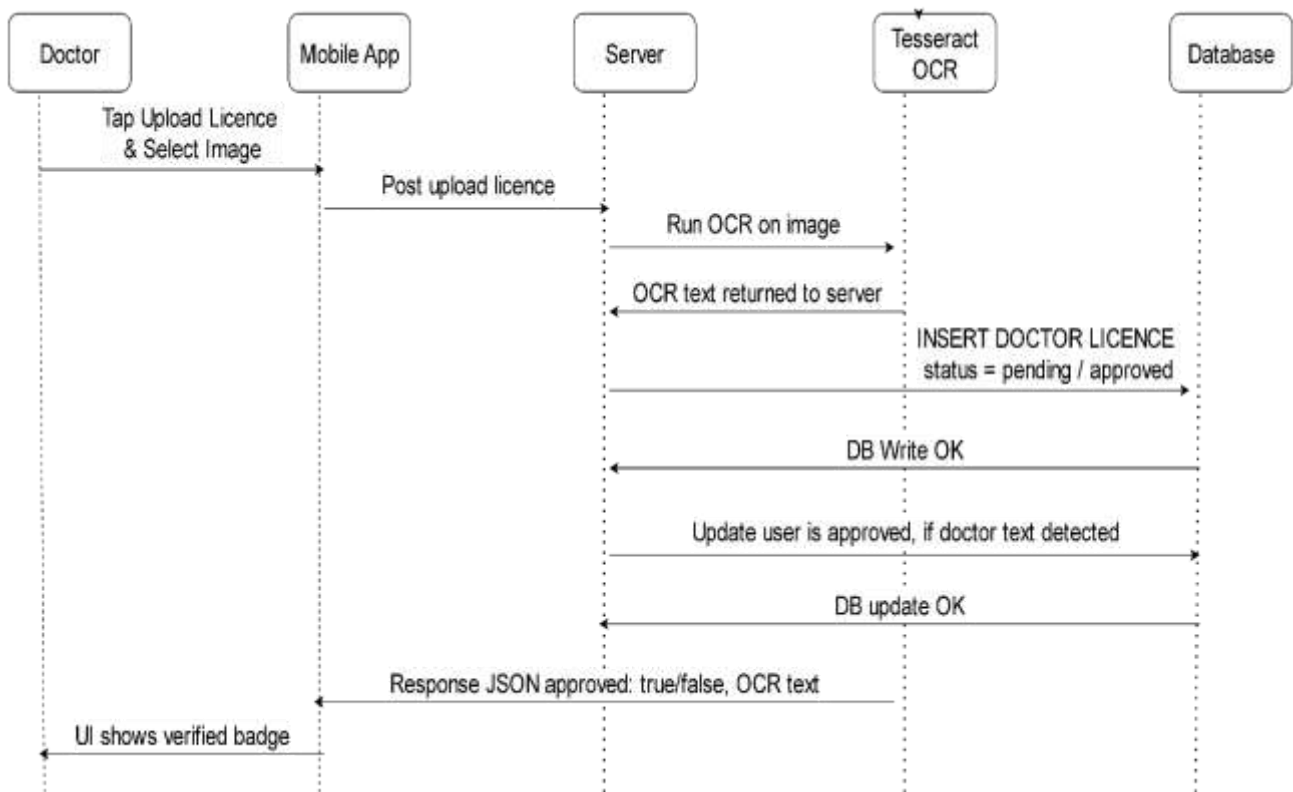 Doctor
Mobile App
Server
Tesseract
OCR
Database
Tap Upload Licence
& Select Image
Post upload licence
Run OCR on image
OCR text returned to server
INSERT DOCTOR LICENCE
status = pending / approved
DB Write OK
Update user is approved, if doctor text detected
DB update OK
Response JSON approved: true/false, OCR text
UI shows verified badge